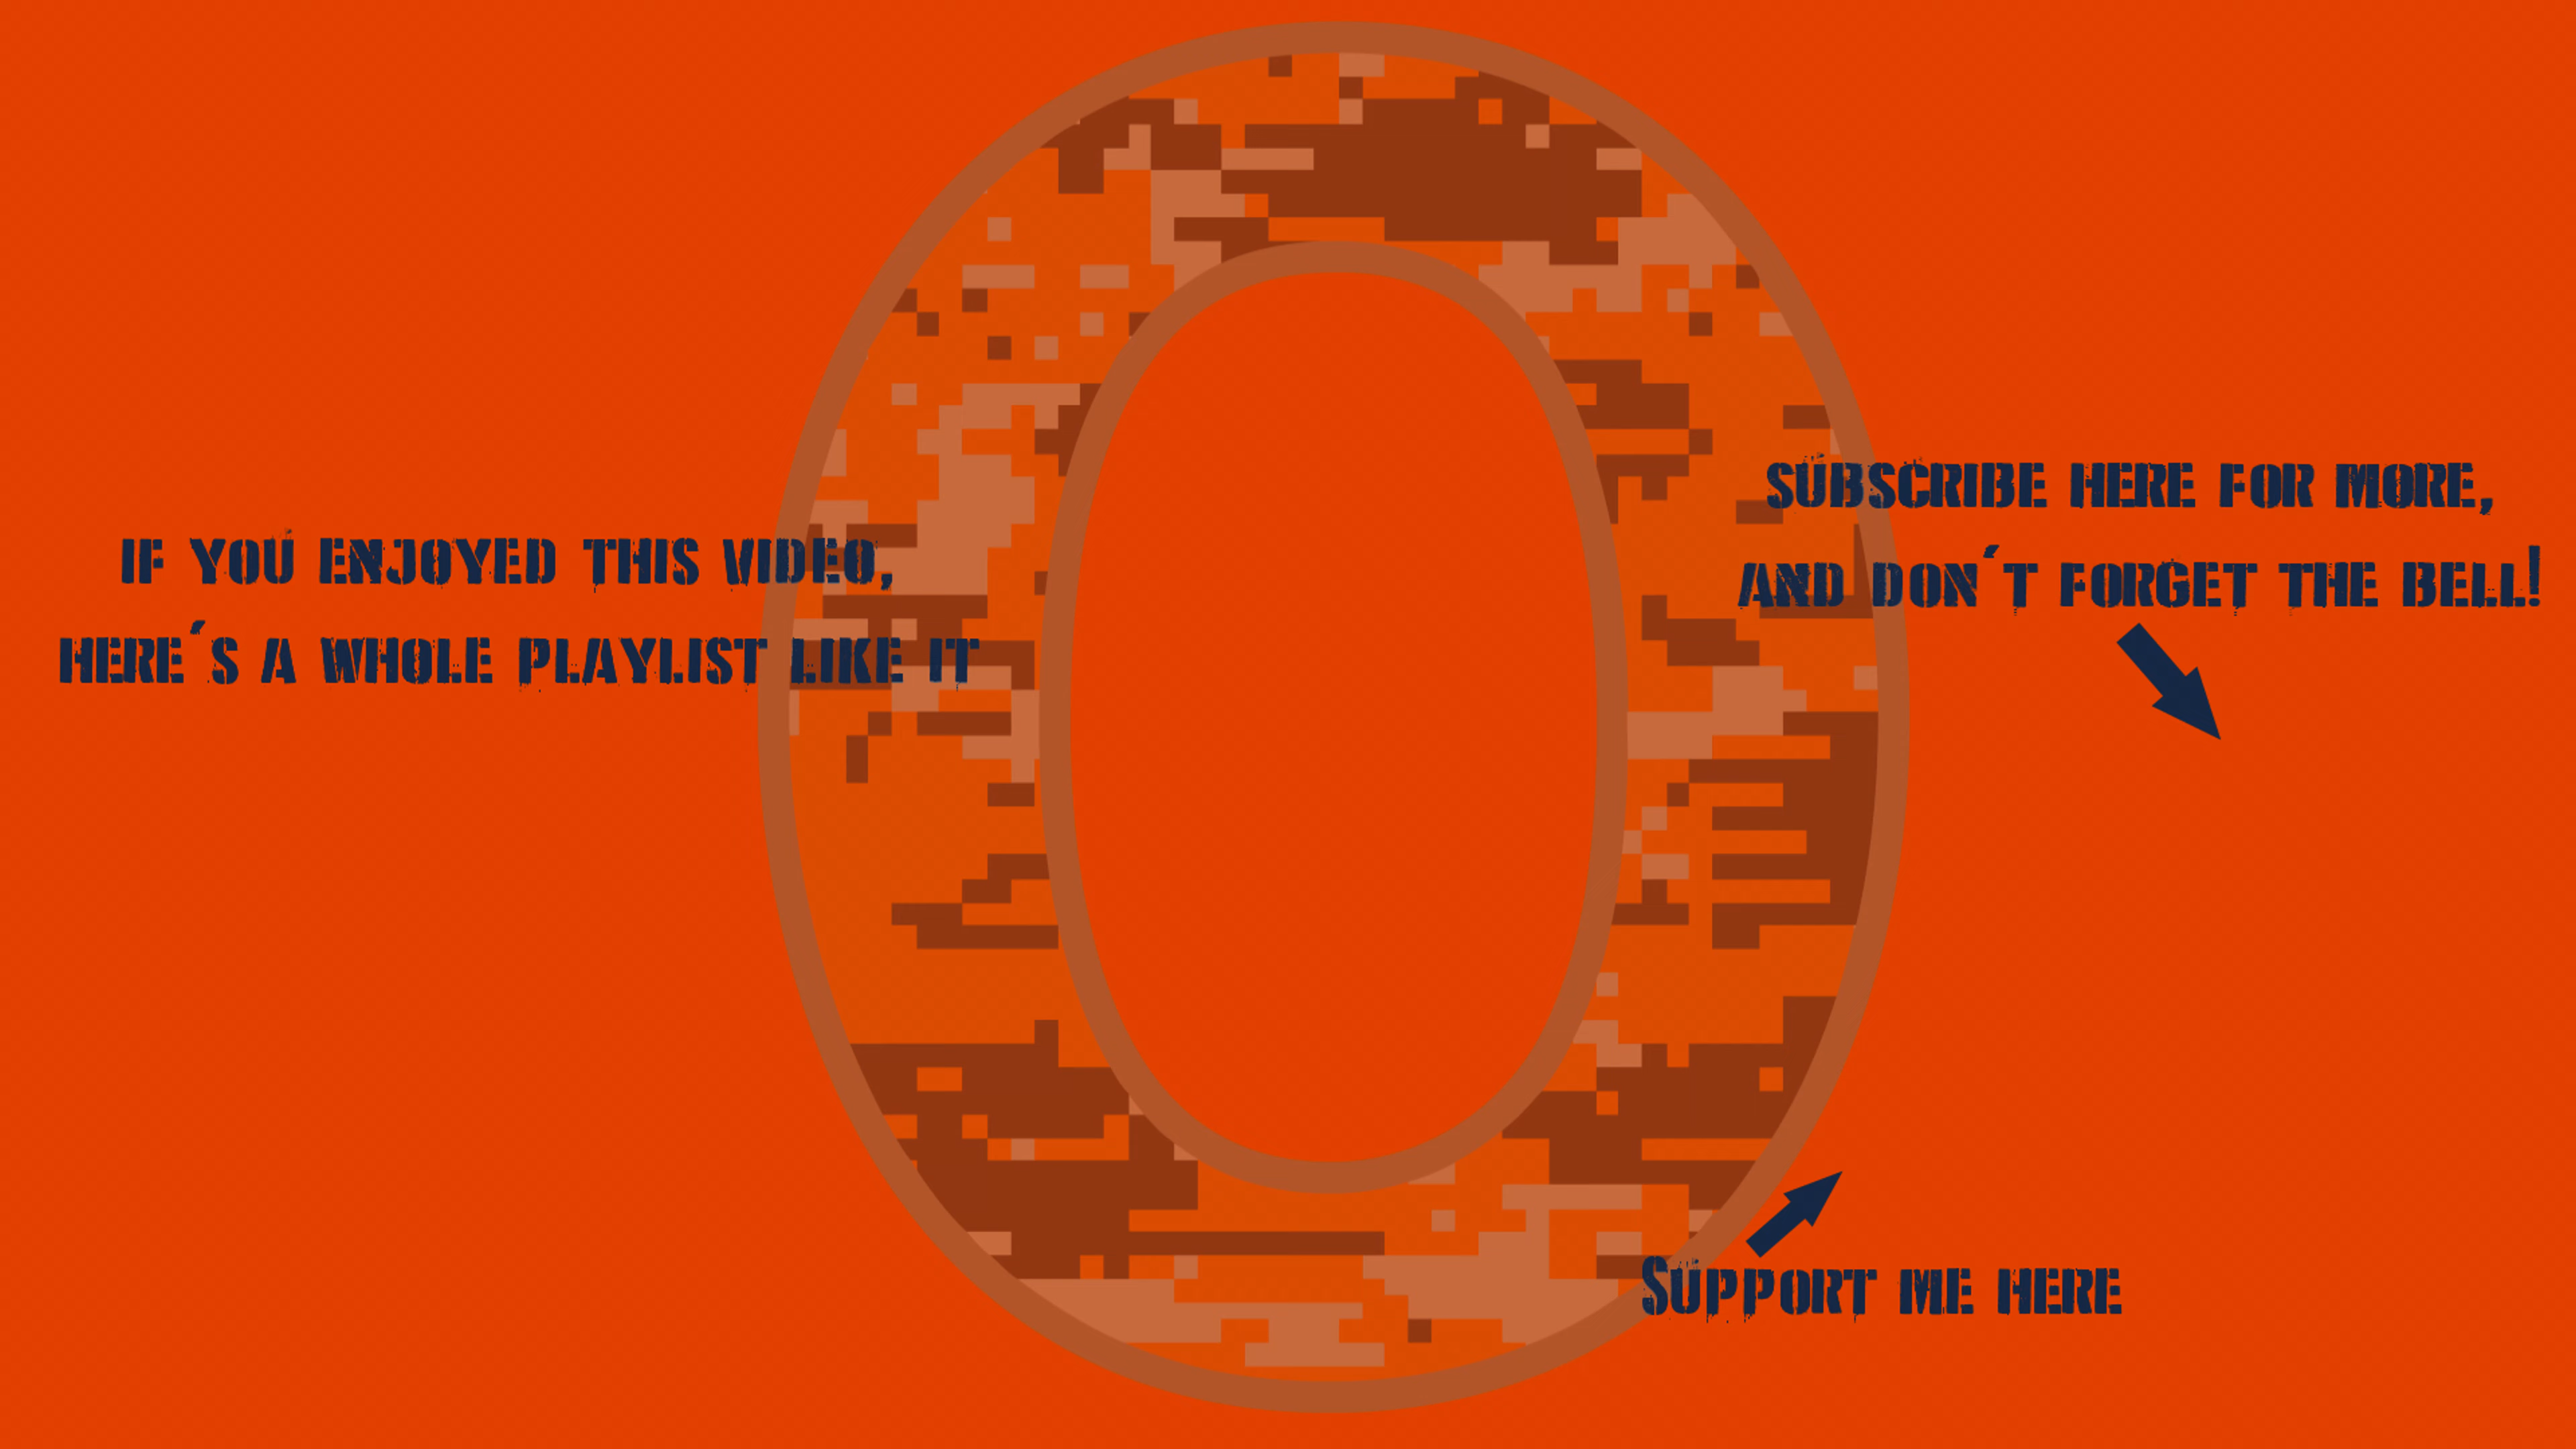 IF YOU ENJOYED THIS VIDEO,
HERE´S A WHOLE PLAYLIST LIKE IT
SUBSCRIBE HERE FOR MORE,
AND DON´T FORGET THE BELL!
SUPPORT ME HERE
O